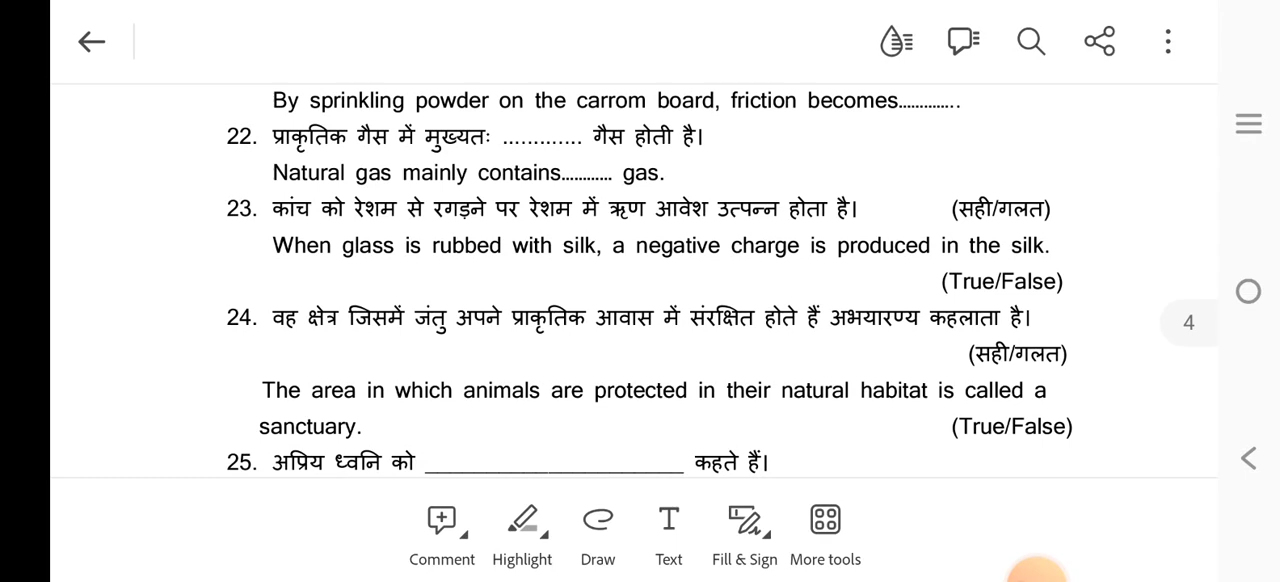 By sprinkling powder on the carrom board, friction becomes..............
22. प्राकृतिक गैस में मुख्यतः ............. गैस होती है।
Natural gas mainly contains............ gas.
23. कांच को रेशम से रगड़ने पर रेशम में ऋण आवेश उत्पन्न होता है। (सही/गलत)
When glass is rubbed with silk, a negative charge is produced in the silk.
(True/False)
24. वह क्षेत्र जिसमें जंतु अपने प्राकृतिक आवास में संरक्षित होते हैं अभयारण्य कहलाता है।
4
(सही/गलत)
The area in which animals are protected in their natural habitat is called a
sanctuary. (True/False)
25. अप्रिय ध्वनि को _____________________ कहते हैं।
Comment Highlight Draw Text Fill & Sign More tools